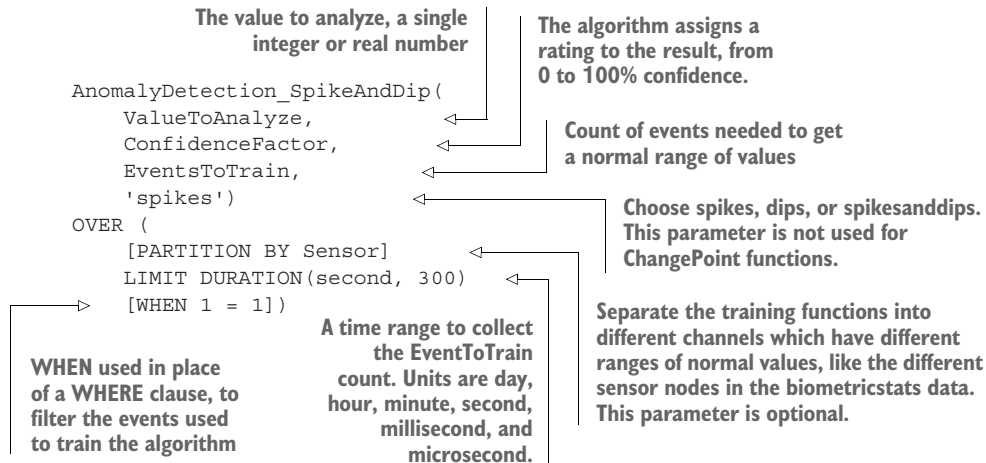 The value to analyze, a single
integer or real number
The algorithm assigns a
rating to the result, from
0 to 100% confidence.
AnomalyDetection_SpikeAndDip(
ValueToAnalyze,
ConfidenceFactor,
Count of events needed to get
a normal range of values
EventsToTrain,
'spikes')
Choose spikes, dips, or spikesanddips.
This parameter is not used for
ChangePoint functions.
OVER (
[PARTITION BY Sensor]
LIMIT DURATION(second, 300)
[WHEN 1 = 1])
Separate the training functions into
different channels which have different
ranges of normal values, like the different
sensor nodes in the biometricstats data.
This parameter is optional.
A time range to collect
the EventToTrain
count. Units are day,
hour, minute, second,
millisecond, and
microsecond.
WHEN used in place
of a WHERE clause, to
filter the events used
to train the algorithm